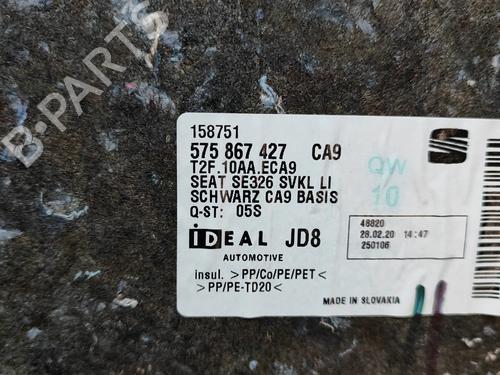 B-PARTS
158751
575 867 427 CA9
T2F.10AA.ECA9
SEAT SE326 SVKL LI
SCHWARZ CA9 BASIS
Q-ST: 05S
QW
10
48820
28.02.20 14:47
250106
iDEAL JD8
AUTOMOTIVE
insul. >PP/Co/PE/PET<
>PP/PE-TD20<
MADE IN SLOVAKIA